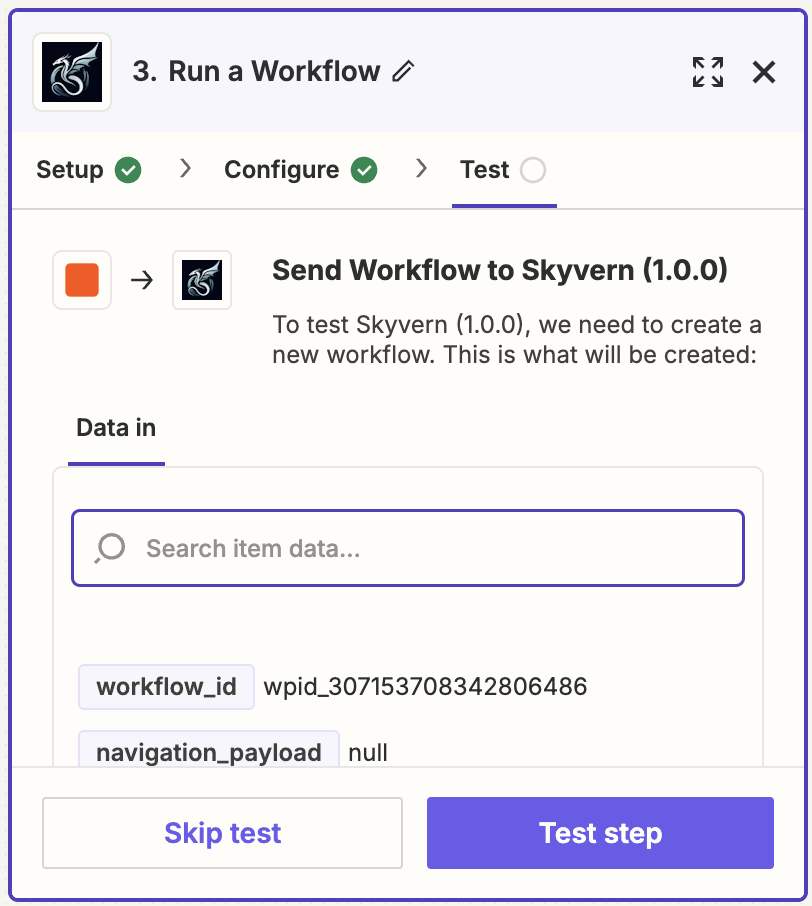 3. Run a Workflow
Setup
Configure
Test
Send Workflow to Skyvern (1.0.0)
To test Skyvern (1.0.0), we need to create a
new workflow. This is what will be created:
Data in
Search item data...
workflow_id wpid_307153708342806486
navigation_payload null
Skip test
Test step